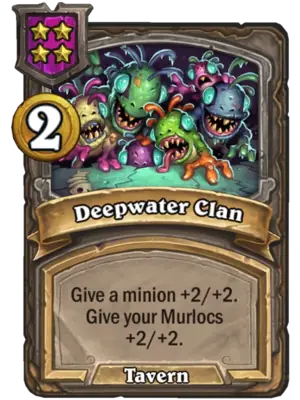 2
Deepwater Clan
Give a minion +2/+2.
Give your Murlocs
+2/+2.
Tavern